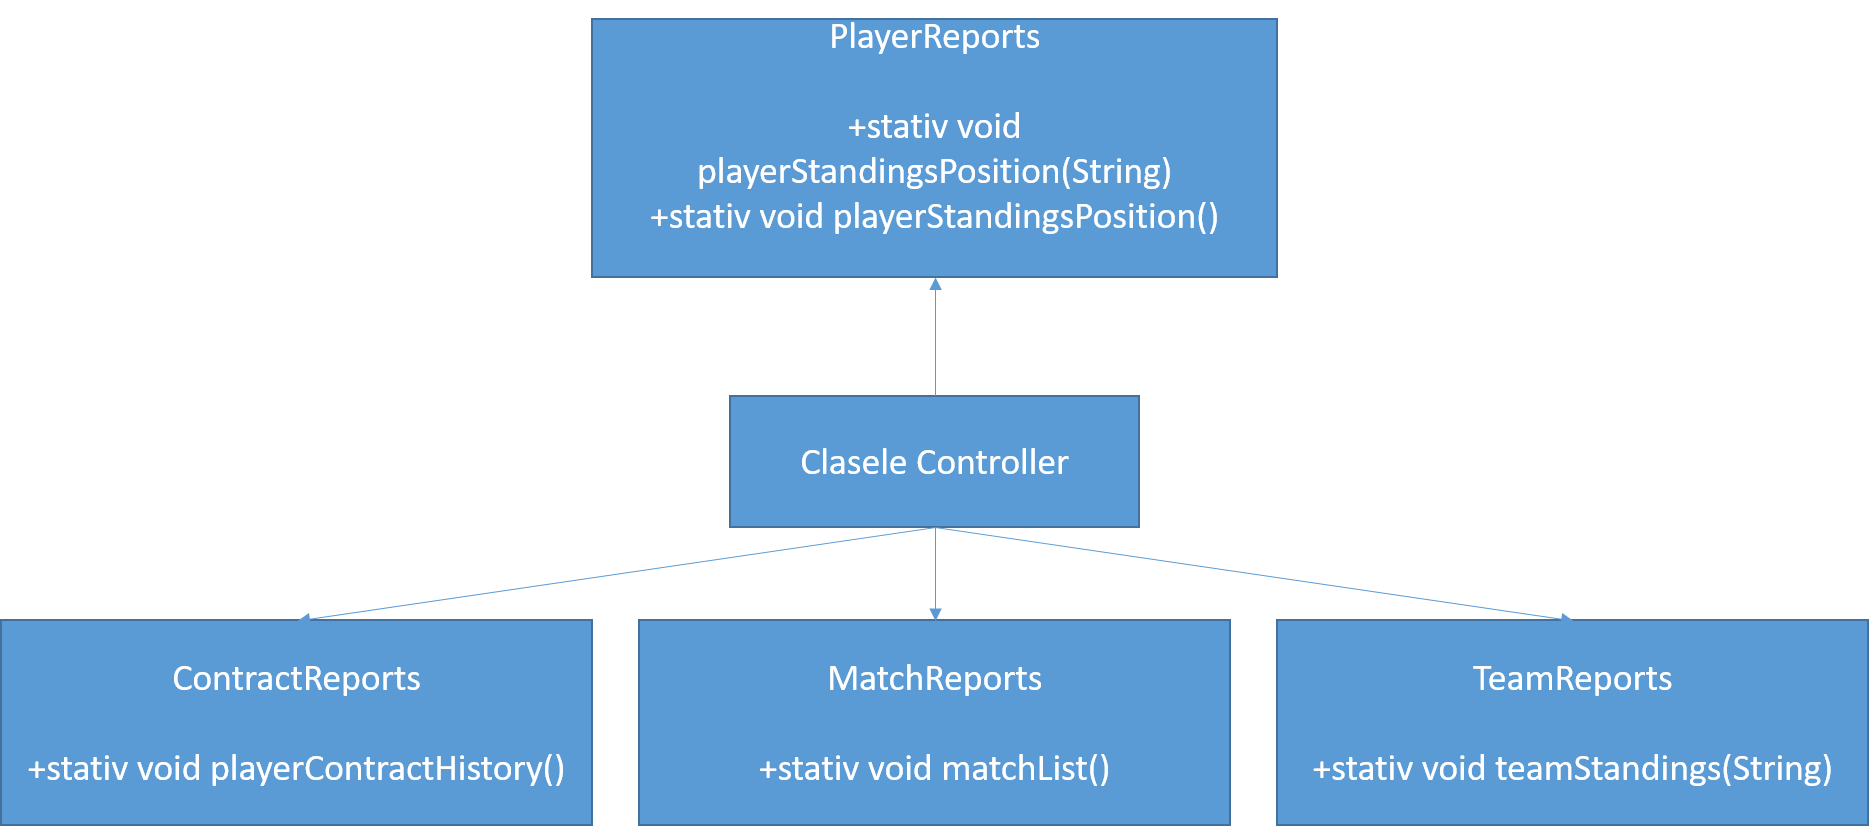 PlayerReports
+stativ void
playerStandingsPosition(String)
+stativ void playerStandingsPosition()
Clasele Controller
ContractReports
+stativ void playerContractHistory()
MatchReports
+stativ void matchList()
TeamReports
+stativ void teamStandings(String)